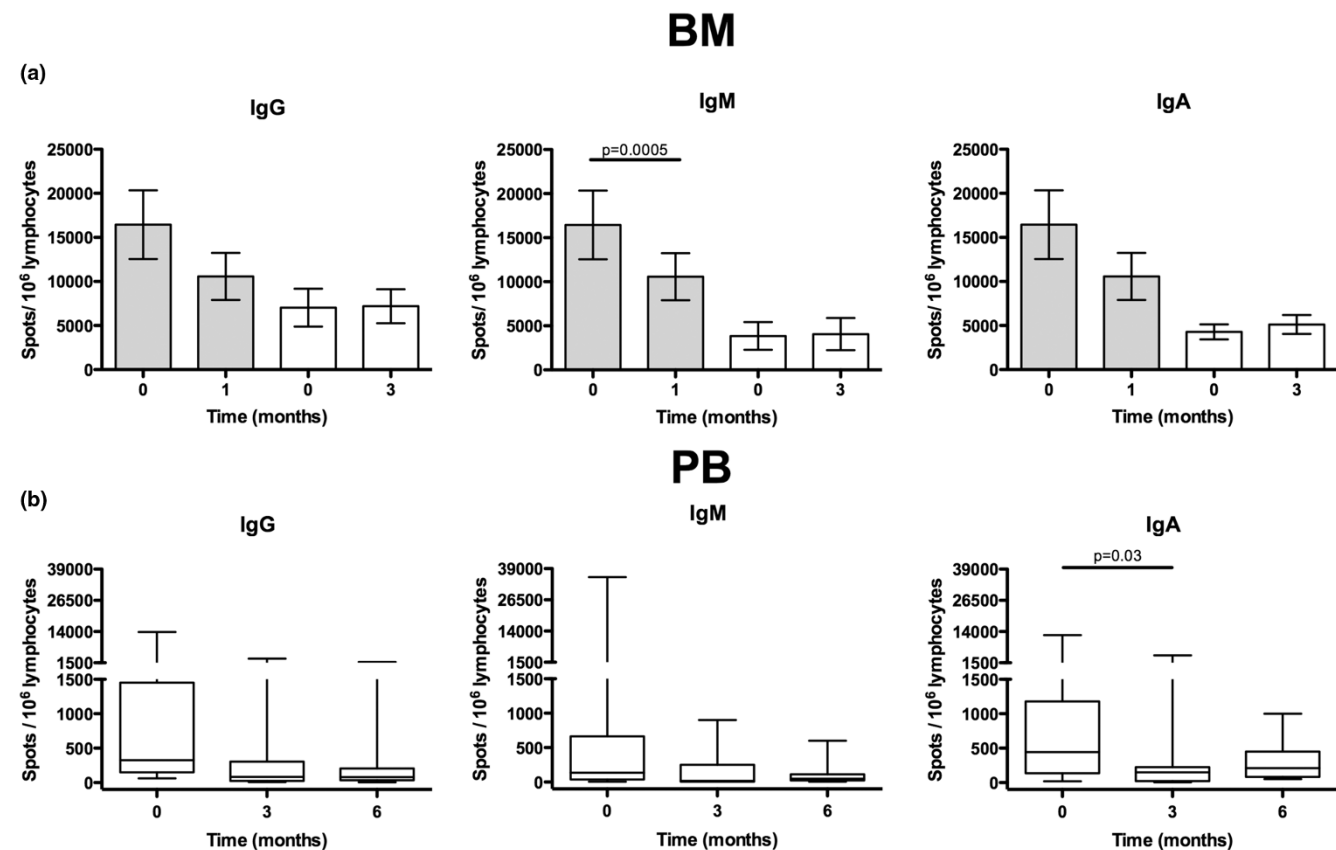 BM
(a)
IgG
IgM
IgA
25000
20000
15000
10000
5000
0
Spots/ 10⁶ lymphocytes
0 1 0 3
Time (months)
p=0.0005
25000
20000
15000
10000
5000
0
Spots/ 10⁶ lymphocytes
0 1 0 3
Time (months)
25000
20000
15000
10000
5000
0
Spots/ 10⁶ lymphocytes
0 1 0 3
Time (months)
PB
(b)
IgG
IgM
IgA
39000
26500
14000
1500
1500
1000
500
0
Spots / 10⁶ lymphocytes
0 3 6
Time (months)
39000
26500
14000
1500
1500
1000
500
0
Spots / 10⁶ lymphocytes
0 3 6
Time (months)
p=0.03
39000
26500
14000
1500
1500
1000
500
0
Spots / 10⁶ lymphocytes
0 3 6
Time (months)